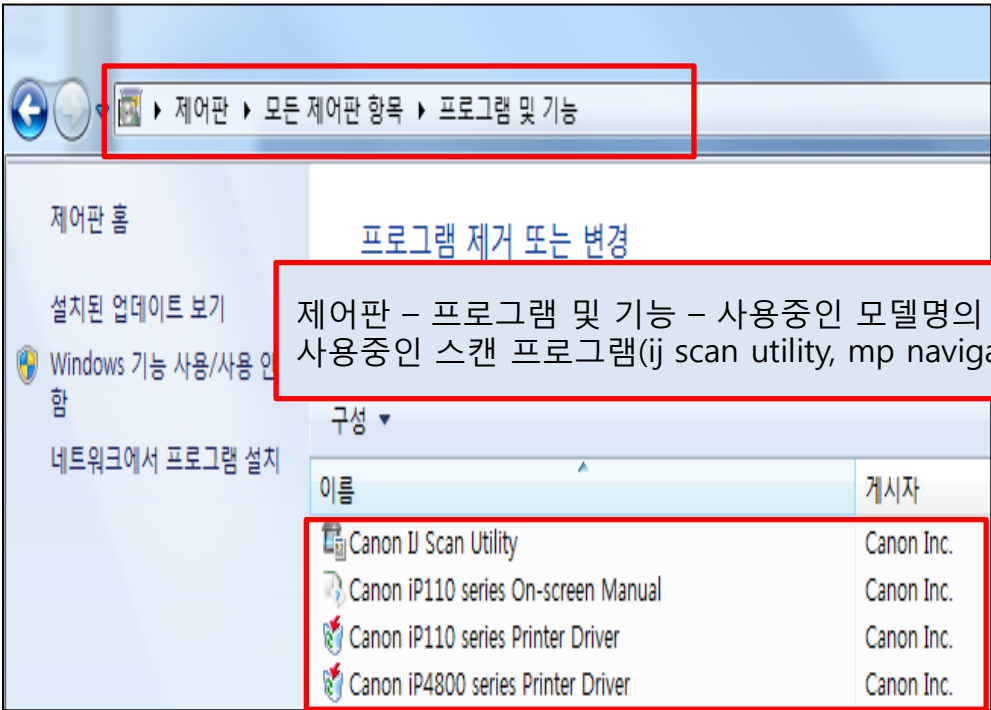 제어판 ▸ 모든 제어판 항목 ▸ 프로그램 및 기능
제어판 홈
설치된 업데이트 보기
Windows 기능 사용/사용
함
네트워크에서 프로그램 설치
프로그램 제거 또는 변경
제어판 – 프로그램 및 기능 – 사용중인 모델명의
사용중인 스캔 프로그램(ij scan utility, mp
구성 ▾
이름 게시자
Canon IJ Scan Utility Canon Inc.
Canon iP110 series On-screen Manual Canon Inc.
Canon iP110 series Printer Driver Canon Inc.
Canon iP4800 series Printer Driver Canon Inc.